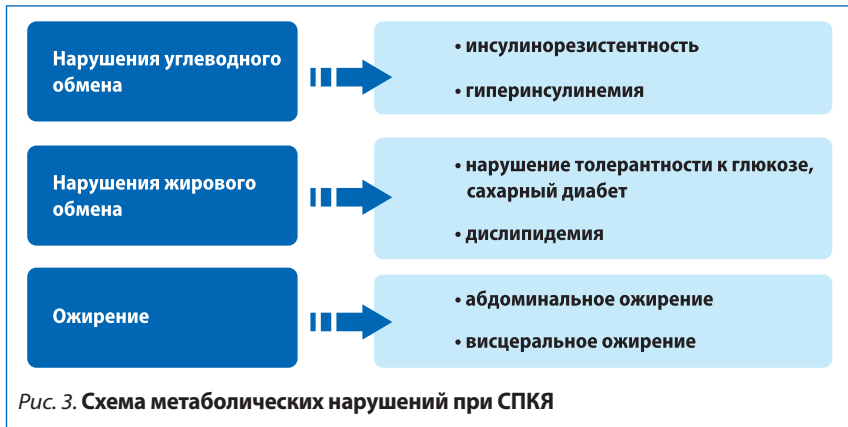 Нарушения углеводного
обмена
• инсулинорезистентность
• гиперинсулинемия
Нарушения жирового
обмена
• нарушение толерантности к глюкозе,
сахарный диабет
• дислипидемия
Ожирение
• абдоминальное ожирение
• висцеральное ожирение
Рис. 3. Схема метаболических нарушений при СПКЯ